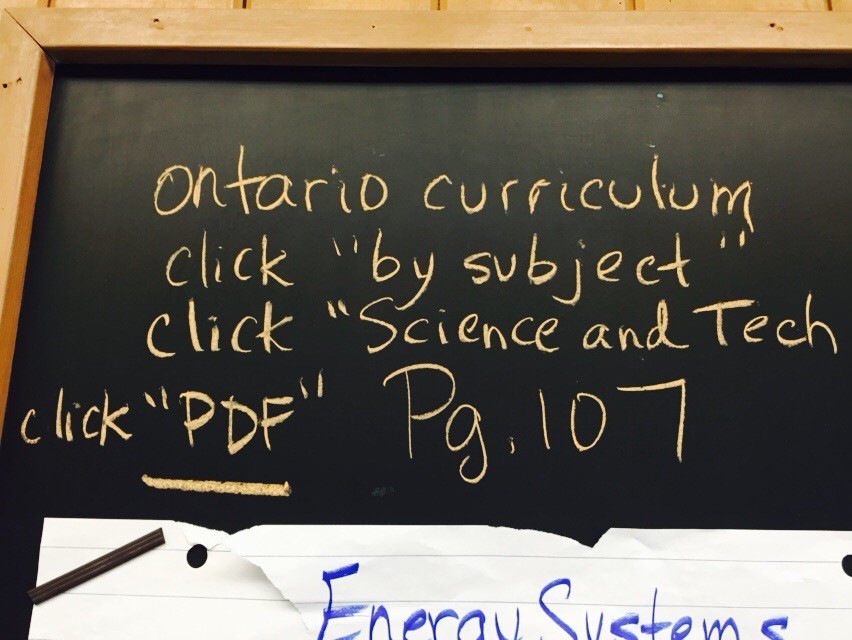 ontario curriculum
click "by subject"
click "Science and Tech
click "PDF" Pg. 107
Energy Systems